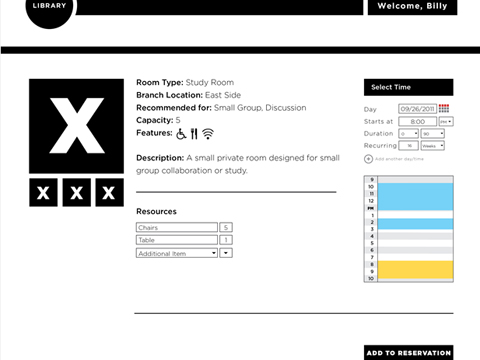 LIBRARY
Welcome, Billy
X
X X X
Room Type: Study Room
Branch Location: East Side
Recommended for: Small Group, Discussion
Capacity: 5
Features:
Description: A small private room designed for small
group collaboration or study.
Resources
Chairs 5
Table 1
Additional Item
Select Time
Day 09/26/2011
Starts at 8:00 PM
Duration 0 90
Recurring Weeks
Add another day/time
9
10
11
12
PM
1
2
3
4
5
6
7
8
9
10
ADD TO RESERVATION